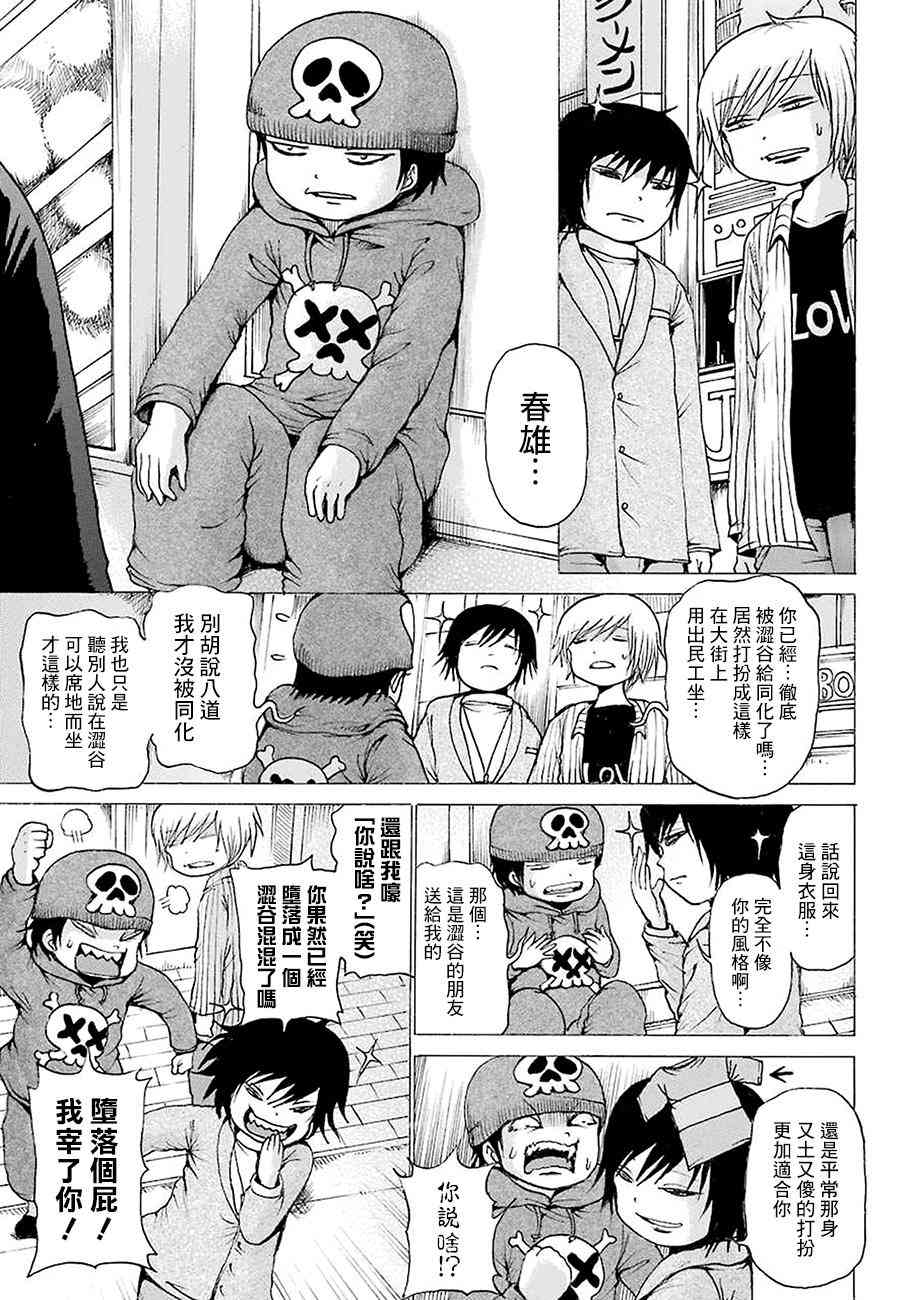 ラーメン
LOV
U
春雄…
你已經…徹底
被澀谷給同化了嗎…
居然打扮成這樣
在大街上
用出民工坐…
BO
OV
別胡說八道
我才沒被同化
我也只是
聽別人說在澀谷
可以席地而坐
才這樣的…
話說回來
這身衣服…
完全不像
你的風格啊…
那個…
這是澀谷的朋友
送給我的
還是平常那身
又土又傻的打扮
更加適合你
你說啥!?
還跟我嚎
「你說啥？」(笑)
你果然已經
墮落成一個
澀谷混混了嗎
墮落個屁！
我宰了你！